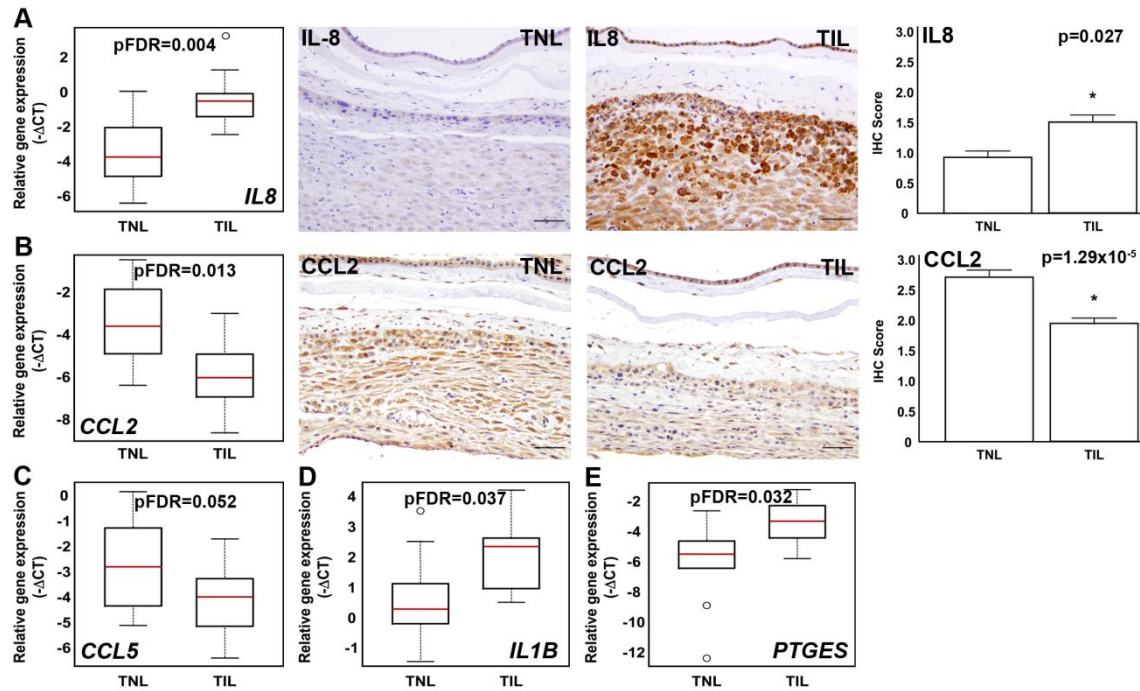 A
Relative gene expression
(-ΔCT)
2
0
-2
-4
-6
pFDR=0.004
IL8
TNL
TIL
IL-8
TNL
IL8
TIL
IHC Score
3.0
2.5
2.0
1.5
1.0
0.5
0
IL8
p=0.027
*
TNL
TIL
B
Relative gene expression
(-ΔCT)
-2
-4
-6
-8
pFDR=0.013
CCL2
TNL
TIL
CCL2
TNL
CCL2
TIL
IHC Score
3.0
2.5
2.0
1.5
1.0
0.5
0
CCL2
p=1.29x10⁻⁵
*
TNL
TIL
C
Relative gene expression
(-ΔCT)
0
-1
-2
-3
-4
-5
-6
pFDR=0.052
CCL5
TNL
TIL
D
Relative gene expression
(-ΔCT)
4
3
2
1
0
-1
pFDR=0.037
IL1B
TNL
TIL
E
Relative gene expression
(-ΔCT)
-2
-4
-6
-8
-10
-12
pFDR=0.032
PTGES
TNL
TIL